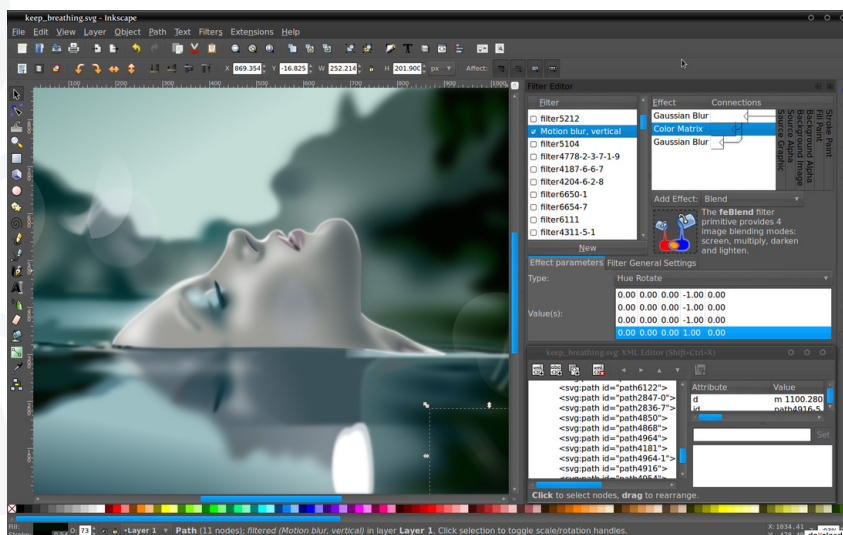 keep_breathing.svg - Inkscape
File Edit View Layer Object Path Text Filters Extensions Help
X 869.354 Y -16.825 W 252.214 H 201.900 px Affect:
Filter Editor
Filter
filter5212
Motion blur, vertical
filter5104
filter4778-2-3-7-1-9
filter4187-6-6-7
filter4204-6-2-8
filter6650-1
filter6654-7
filter6111
filter4311-5-1
New
Effect Connections
Gaussian Blur
Color Matrix
Gaussian Blur
Stroke Paint
Fill Paint
Background Alpha
Background Image
Source Alpha
Source Graphic
Add Effect: Blend
The feBlend filter
primitive provides 4
image blending modes:
screen, multiply, darken
and lighten.
Effect parameters Filter General Settings
Type: Hue Rotate
Value(s):
0.00 0.00 0.00 -1.00 0.00
0.00 0.00 0.00 -1.00 0.00
0.00 0.00 0.00 -1.00 0.00
0.00 0.00 0.00 1.00 0.00
keep_breathing.svg: XML Editor (Shift+Ctrl+X)
<svg:path id="path6122">
<svg:path id="path2847-0">
<svg:path id="path2836-7">
<svg:path id="path4850">
<svg:path id="path4868">
<svg:path id="path4964">
<svg:path id="path4181">
<svg:path id="path4964-1">
<svg:path id="path4916">
<svg:path id="path4954">
Attribute Value
d m 1100.280
id path4916-5
Set
Click to select nodes, drag to rearrange.
Fill:
Stroke:
O: 73
Layer 1
Path (11 nodes); filtered (Motion blur, vertical) in layer Layer 1. Click selection to toggle scale/rotation handles.
X:1034.41